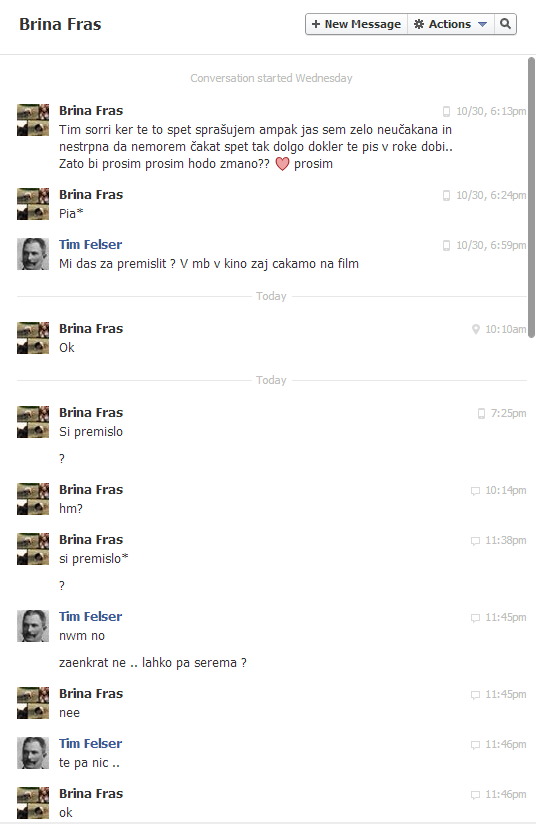 Brina Fras
+ New Message
Actions
Conversation started Wednesday
Brina Fras
10/30, 6:13pm
Tim sorri ker te to spet sprašujem ampak jas sem zelo neučakana in
nestrpna da nemorem čakat spet tak dolgo dokler te pis v roke dobi..
Zato bi prosim prosim hodo zmano?? ❤ prosim
Brina Fras
10/30, 6:24pm
Pia*
Tim Felser
10/30, 6:59pm
Mi das za premislit ? V mb v kino zaj cakamo na film
Today
Brina Fras
10:10am
Ok
Today
Brina Fras
7:25pm
Si premislo
?
Brina Fras
10:14pm
hm?
Brina Fras
11:38pm
si premislo*
?
Tim Felser
11:45pm
nwm no
zaenkrat ne .. lahko pa serema ?
Brina Fras
11:45pm
nee
Tim Felser
11:46pm
te pa nic ..
Brina Fras
11:46pm
ok